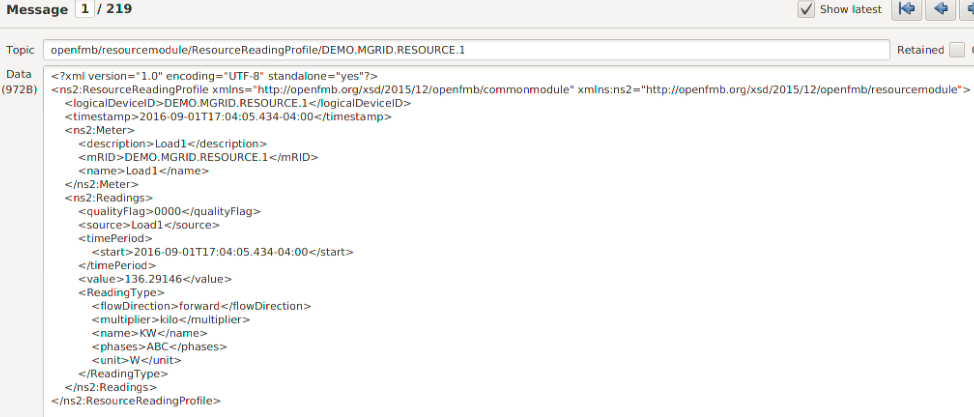 Message 1 / 219 Show latest
Topic openfmb/resourcemodule/ResourceReadingProfile/DEMO.MGRID.RESOURCE.1 Retained
Data
(972B)
<?xml version="1.0" encoding="UTF-8" standalone="yes"?>
<ns2:ResourceReadingProfile xmlns="http://openfmb.org/xsd/2015/12/openfmb/commonmodule" xmlns:ns2="http://openfmb.org/xsd/2015/12/openfmb/resourcemodule">
<logicalDeviceID>DEMO.MGRID.RESOURCE.1</logicalDeviceID>
<timestamp>2016-09-01T17:04:05.434-04:00</timestamp>
<ns2:Meter>
<description>Load1</description>
<mRID>DEMO.MGRID.RESOURCE.1</mRID>
<name>Load1</name>
</ns2:Meter>
<ns2:Readings>
<qualityFlag>0000</qualityFlag>
<source>Load1</source>
<timePeriod>
<start>2016-09-01T17:04:05.434-04:00</start>
</timePeriod>
<value>136.29146</value>
<ReadingType>
<flowDirection>forward</flowDirection>
<multiplier>kilo</multiplier>
<name>KW</name>
<phases>ABC</phases>
<unit>W</unit>
</ReadingType>
</ns2:Readings>
</ns2:ResourceReadingProfile>